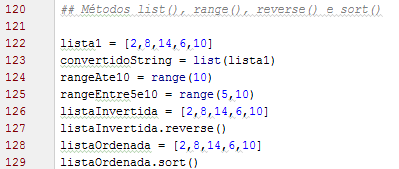 120 ## Métodos list(), range(), reverse() e sort()
121
122 lista1 = [2,8,14,6,10]
123 convertidoString = list(lista1)
124 rangeAte10 = range(10)
125 rangeEntre5e10 = range(5,10)
126 listaInvertida = [2,8,14,6,10]
127 listaInvertida.reverse()
128 listaOrdenada = [2,8,14,6,10]
129 listaOrdenada.sort()